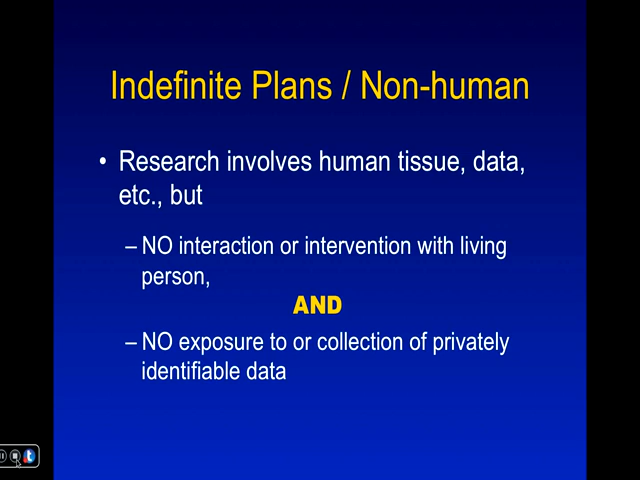 Indefinite Plans / Non-human
• Research involves human tissue, data,
etc., but
– NO interaction or intervention with living
person,
AND
– NO exposure to or collection of privately
identifiable data
t